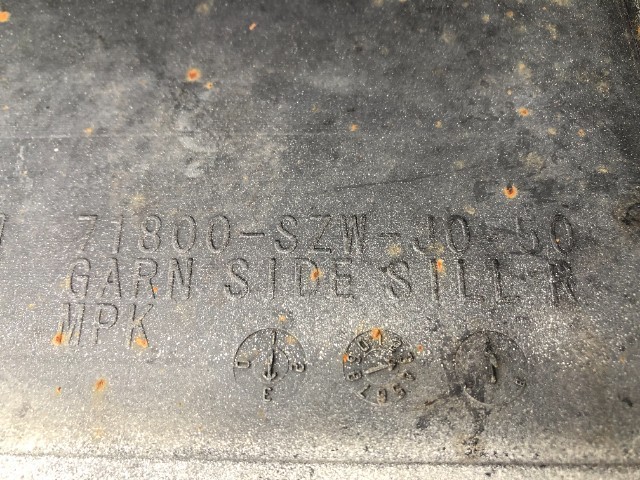 71800-SZW-J0 50
GARN SIDE SILL R
MPK